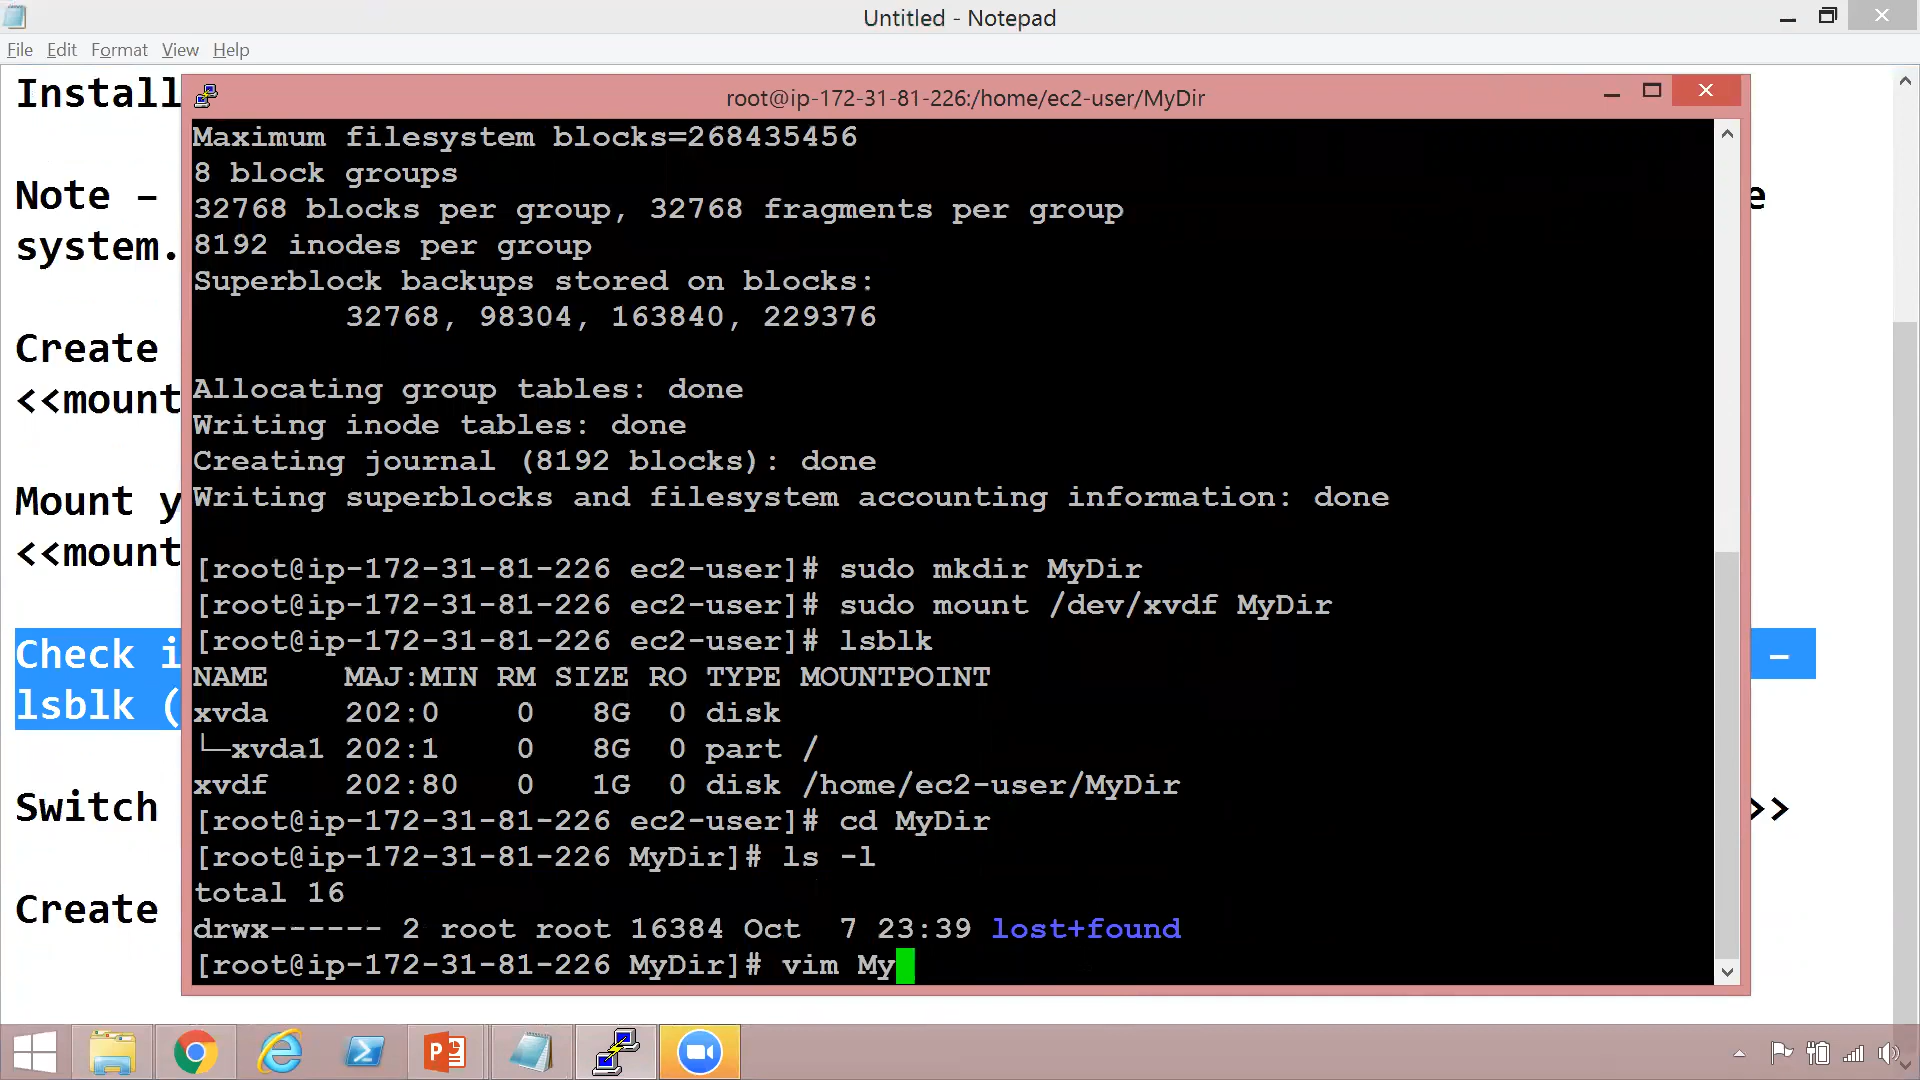 Untitled - Notepad
File Edit Format View Help
Install
Note –
e
system.
Create
<<mount
Mount y
<<mount
Check i
–
lsblk (
Switch
>>
Create
root@ip-172-31-81-226:/home/ec2-user/MyDir
Maximum filesystem blocks=268435456
8 block groups
32768 blocks per group, 32768 fragments per group
8192 inodes per group
Superblock backups stored on blocks:
32768, 98304, 163840, 229376
Allocating group tables: done
Writing inode tables: done
Creating journal (8192 blocks): done
Writing superblocks and filesystem accounting information: done
[root@ip-172-31-81-226 ec2-user]# sudo mkdir MyDir
[root@ip-172-31-81-226 ec2-user]# sudo mount /dev/xvdf MyDir
[root@ip-172-31-81-226 ec2-user]# lsblk
NAME MAJ:MIN RM SIZE RO TYPE MOUNTPOINT
xvda 202:0 0 8G 0 disk
└─xvda1 202:1 0 8G 0 part /
xvdf 202:80 0 1G 0 disk /home/ec2-user/MyDir
[root@ip-172-31-81-226 ec2-user]# cd MyDir
[root@ip-172-31-81-226 MyDir]# ls -l
total 16
drwx------ 2 root root 16384 Oct 7 23:39 lost+found
[root@ip-172-31-81-226 MyDir]# vim My